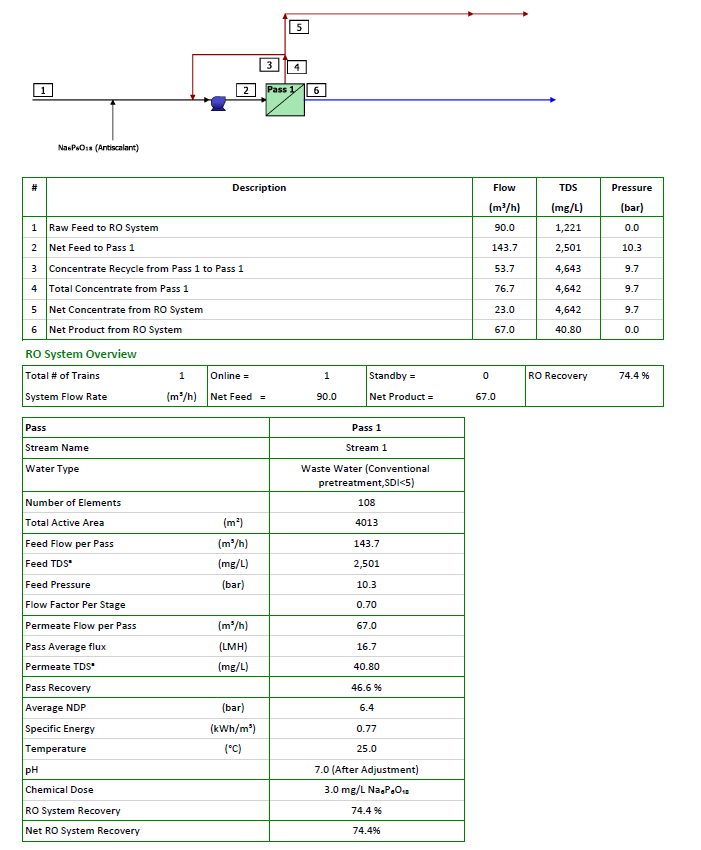 5
3
4
1
2
Pass 1
6
Na₆P₆O₁₈ (Antiscalant)
# Description Flow TDS Pressure
(m³/h) (mg/L) (bar)
1 Raw Feed to RO System 90.0 1,221 0.0
2 Net Feed to Pass 1 143.7 2,501 10.3
3 Concentrate Recycle from Pass 1 to Pass 1 53.7 4,643 9.7
4 Total Concentrate from Pass 1 76.7 4,642 9.7
5 Net Concentrate from RO System 23.0 4,642 9.7
6 Net Product from RO System 67.0 40.80 0.0
RO System Overview
Total # of Trains 1 Online = 1 Standby = 0 RO Recovery 74.4 %
System Flow Rate (m³/h) Net Feed = 90.0 Net Product = 67.0
Pass Pass 1
Stream Name Stream 1
Water Type Waste Water (Conventional
pretreatment,SDI<5)
Number of Elements 108
Total Active Area (m²) 4013
Feed Flow per Pass (m³/h) 143.7
Feed TDSᵃ (mg/L) 2,501
Feed Pressure (bar) 10.3
Flow Factor Per Stage 0.70
Permeate Flow per Pass (m³/h) 67.0
Pass Average flux (LMH) 16.7
Permeate TDSᵃ (mg/L) 40.80
Pass Recovery 46.6 %
Average NDP (bar) 6.4
Specific Energy (kWh/m³) 0.77
Temperature (°C) 25.0
pH 7.0 (After Adjustment)
Chemical Dose 3.0 mg/L Na₆P₆O₁₈
RO System Recovery 74.4 %
Net RO System Recovery 74.4%